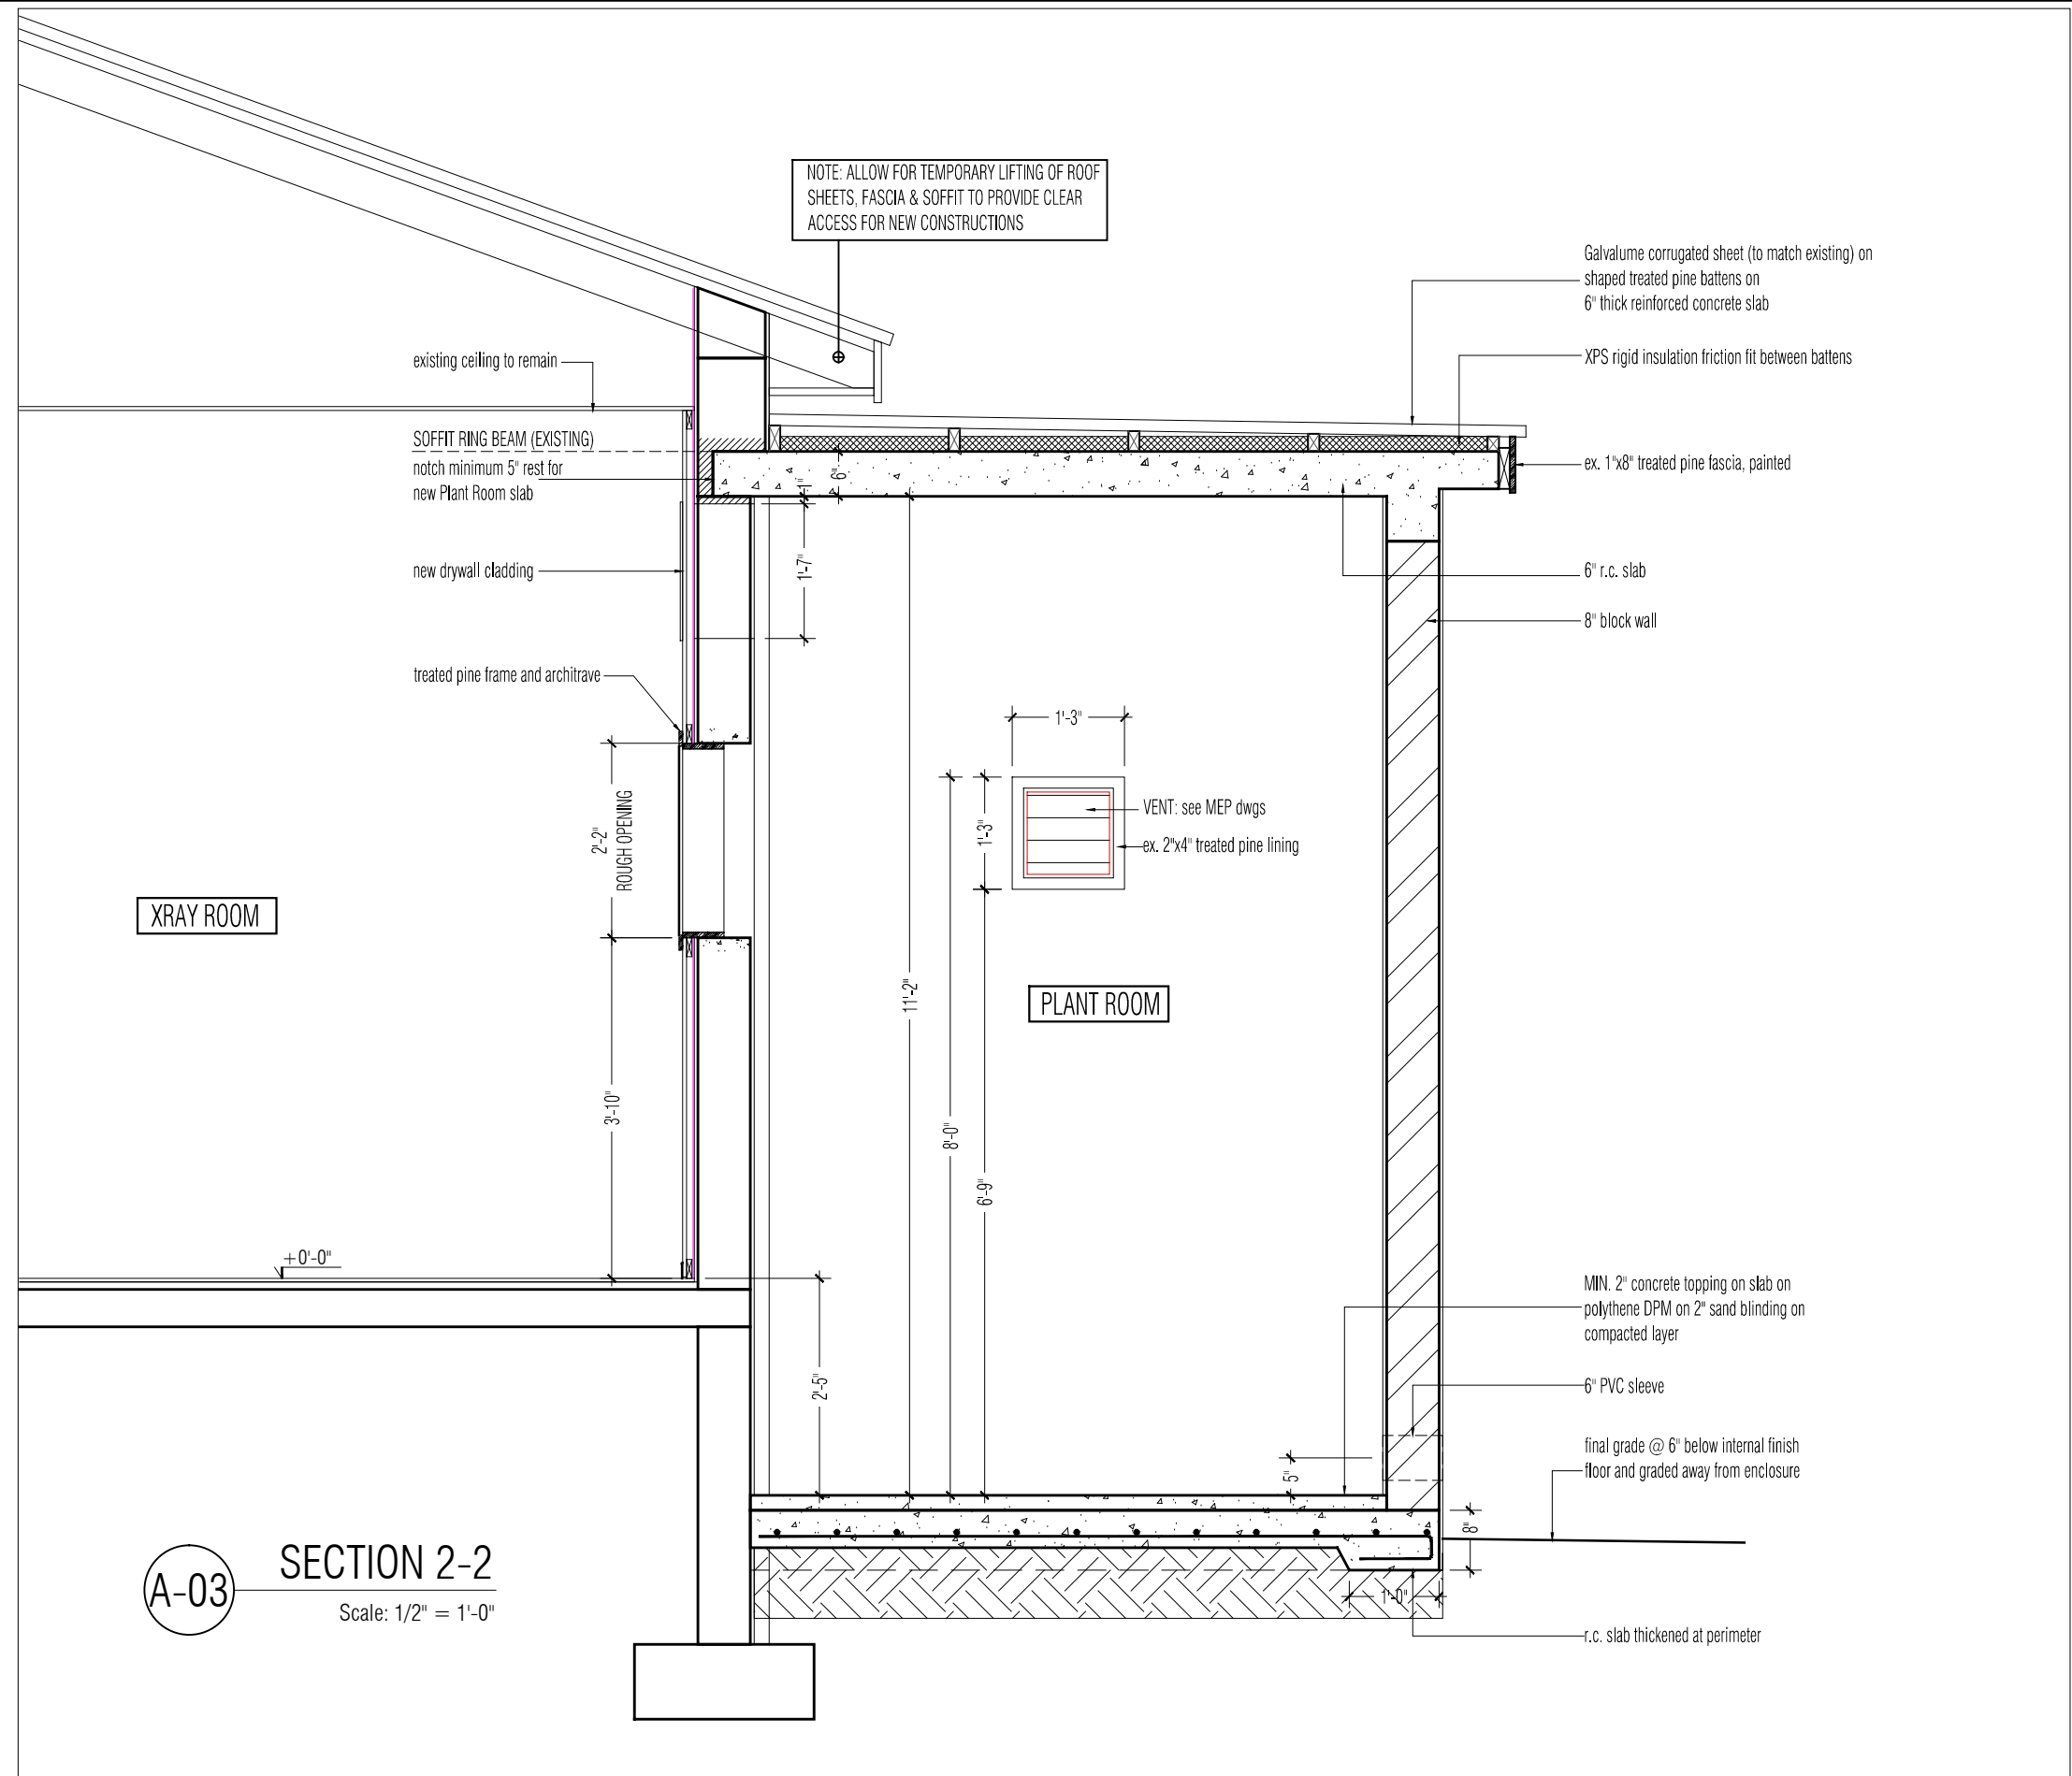 NOTE: ALLOW FOR TEMPORARY LIFTING OF ROOF
SHEETS, FASCIA & SOFFIT TO PROVIDE CLEAR
ACCESS FOR NEW CONSTRUCTIONS
Galvalume corrugated sheet (to match existing) on
shaped treated pine battens on
6" thick reinforced concrete slab
XPS rigid insulation friction fit between battens
existing ceiling to remain
SOFFIT RING BEAM (EXISTING)
notch minimum 5" rest for
new Plant Room slab
ex. 1"x8" treated pine fascia, painted
6"
1"
1'-7"
new drywall cladding
6" r.c. slab
8" block wall
treated pine frame and architrave
1'-3"
2'-2"
ROUGH OPENING
1'-3"
VENT: see MEP dwgs
ex. 2"x4" treated pine lining
XRAY ROOM
PLANT ROOM
11'-2"
3'-10"
8'-0"
6'-9"
+0'-0"
2'-5"
MIN. 2" concrete topping on slab on
polythene DPM on 2" sand blinding on
compacted layer
6" PVC sleeve
final grade @ 6" below internal finish
floor and graded away from enclosure
5"
8"
1'-0"
r.c. slab thickened at perimeter
A-03
SECTION 2-2
Scale: 1/2" = 1'-0"